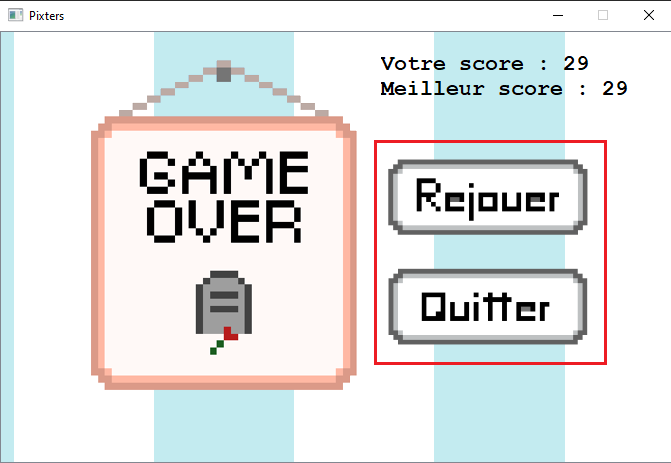 Pixters
Votre score : 29
Meilleur score : 29
GAME
OVER
Rejouer
Quitter